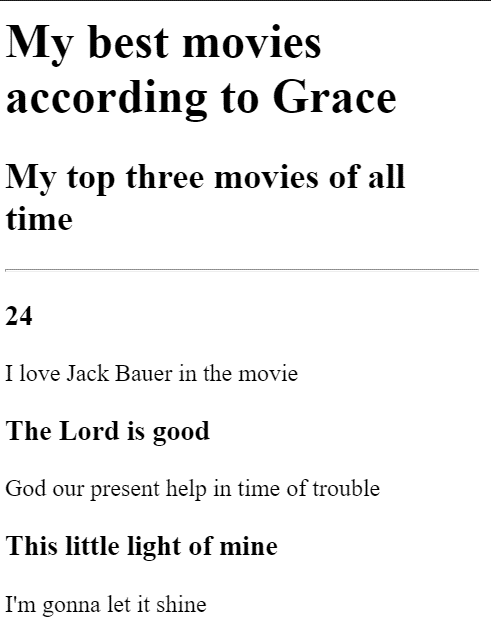 My best movies
according to Grace
My top three movies of all
time
24
I love Jack Bauer in the movie
The Lord is good
God our present help in time of trouble
This little light of mine
I'm gonna let it shine